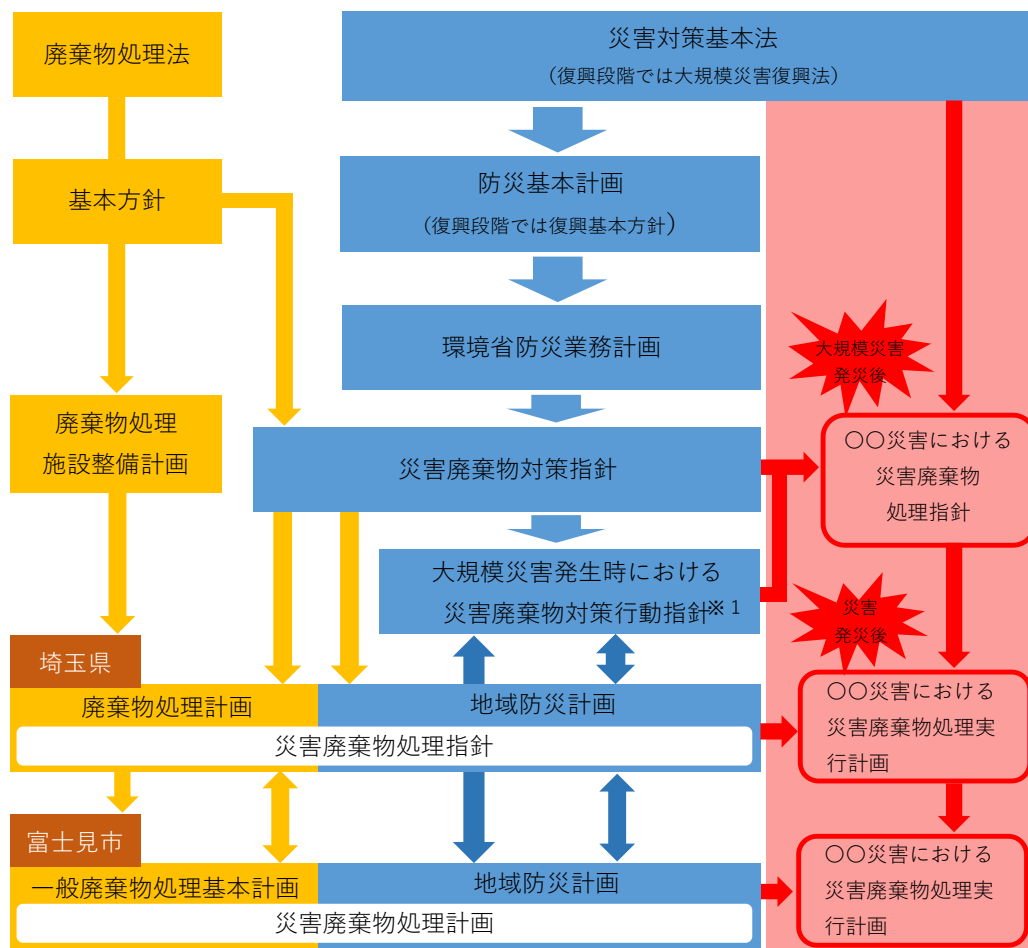 廃棄物処理法
災害対策基本法
(復興段階では大規模災害復興法)
基本方針
防災基本計画
(復興段階では復興基本方針)
環境省防災業務計画
大規模災害
発災後
廃棄物処理
施設整備計画
災害廃棄物対策指針
〇〇災害における
災害廃棄物
処理指針
大規模災害発生時における
災害廃棄物対策行動指針※1
災害
発災後
埼玉県
廃棄物処理計画
地域防災計画
災害廃棄物処理指針
〇〇災害における
災害廃棄物処理実
行計画
富士見市
一般廃棄物処理基本計画
地域防災計画
災害廃棄物処理計画
〇〇災害における
災害廃棄物処理実
行計画